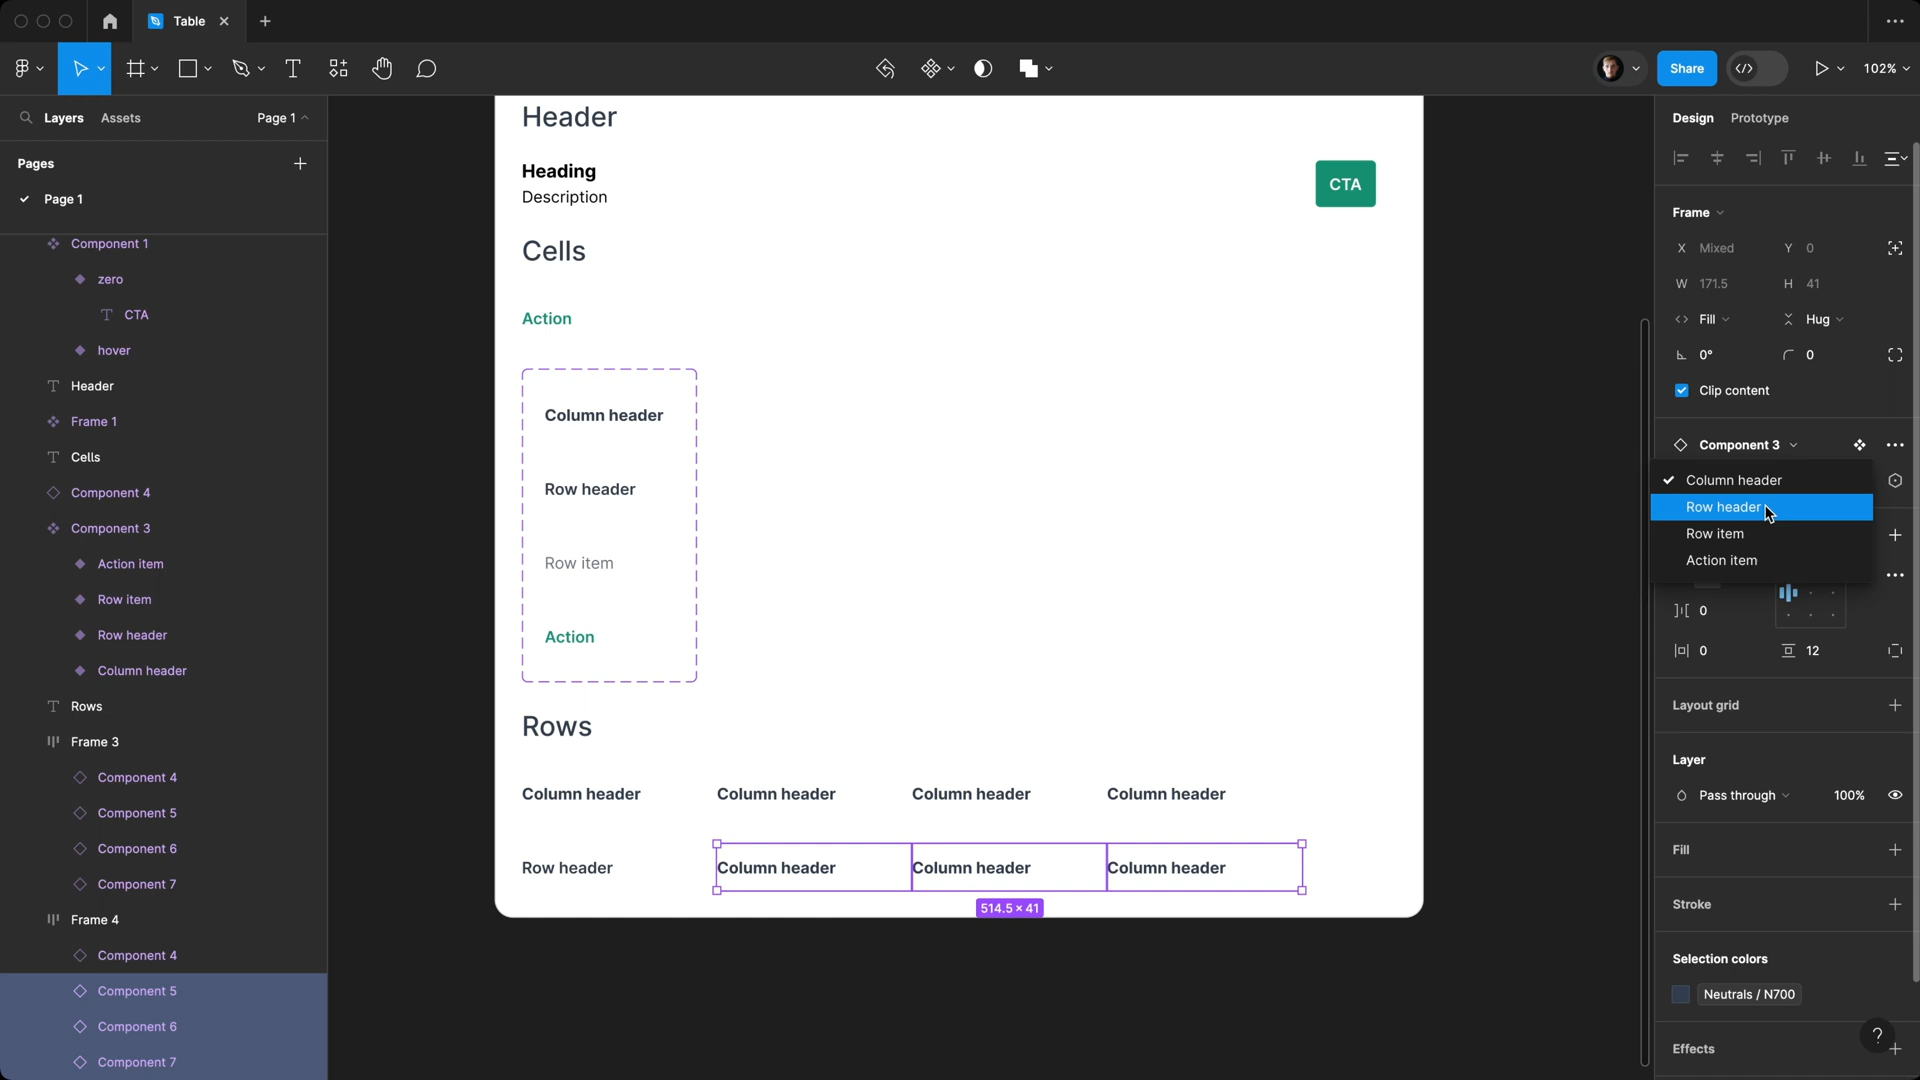 Table
Share
102%
Layers
Assets
Page 1
Pages
Page 1
Component 1
zero
CTA
hover
Header
Frame 1
Cells
Component 4
Component 3
Action item
Row item
Row header
Column header
Rows
Frame 3
Component 4
Component 5
Component 6
Component 7
Frame 4
Component 4
Component 5
Component 6
Component 7
Header
Heading
Description
CTA
Cells
Action
Column header
Row header
Row item
Action
Rows
Column header Column header Column header Column header
Row header Column header Column header Column header
514.5 × 41
Design Prototype
Frame
X Mixed Y 0
W 171.5 H 41
Fill Hug
0° 0
Clip content
Component 3
Column header
Row header
Row item
Action item
0
0 12
Layout grid
Layer
Pass through 100%
Fill
Stroke
Selection colors
Neutrals / N700
Effects
?